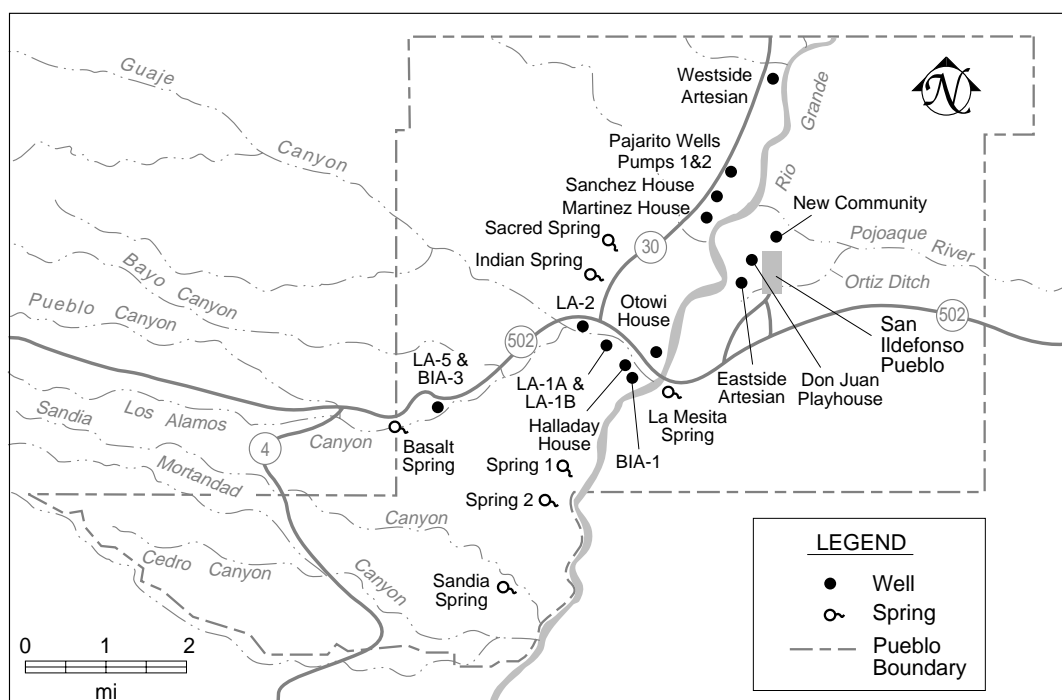 Guaje
Canyon
Westside
Artesian
Grande
N
Pajarito Wells
Pumps 1&2
Sanchez House
Martinez House
Rio
New Community
Sacred Spring
30
Pojoaque
River
Indian Spring
Bayo Canyon
Ortiz Ditch
LA-2
Otowi
House
Pueblo Canyon
502
502
San
Ildefonso
Pueblo
LA-5 &
BIA-3
LA-1A &
LA-1B
Eastside
Artesian
Don Juan
Playhouse
Sandia
Los Alamos
Canyon
La Mesita
Spring
Halladay
House
4
Basalt
Spring
BIA-1
Spring 1
Mortandad
Spring 2
Canyon
LEGEND
Cedro Canyon
Canyon
Sandia
Spring
Well
Spring
Pueblo
Boundary
0 1 2
mi